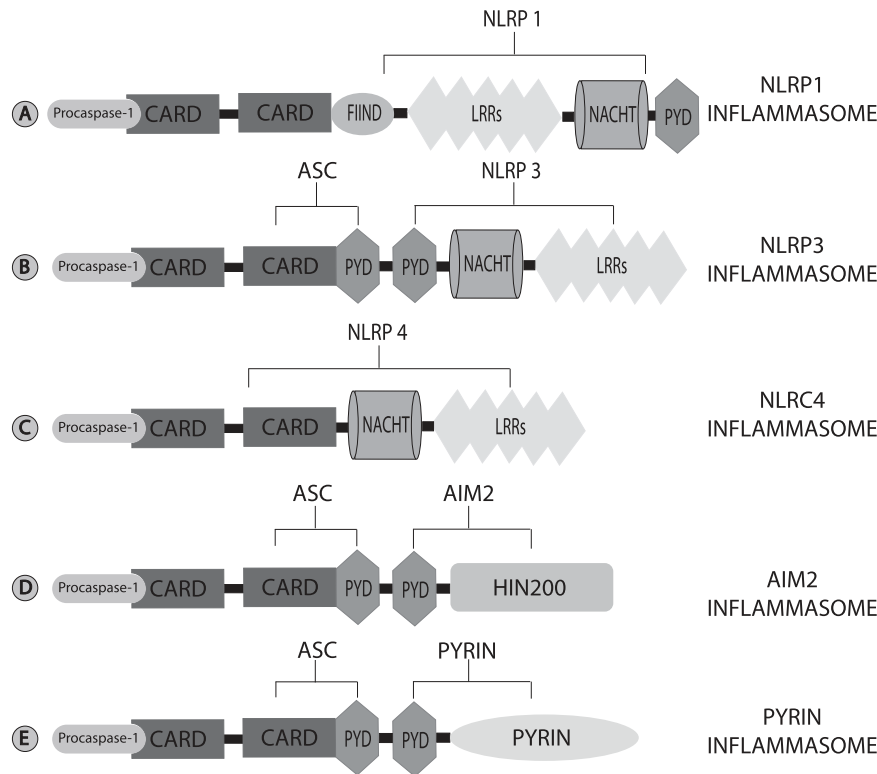 NLRP 1
A
Procaspase-1 CARD CARD FIIND LRRs NACHT PYD
NLRP1
INFLAMMASOME
ASC NLRP 3
B
Procaspase-1 CARD CARD PYD PYD NACHT LRRs
NLRP3
INFLAMMASOME
NLRP 4
C
Procaspase-1 CARD CARD NACHT LRRs
NLRC4
INFLAMMASOME
ASC AIM2
D
Procaspase-1 CARD CARD PYD PYD HIN200
AIM2
INFLAMMASOME
ASC PYRIN
E
Procaspase-1 CARD CARD PYD PYD PYRIN
PYRIN
INFLAMMASOME